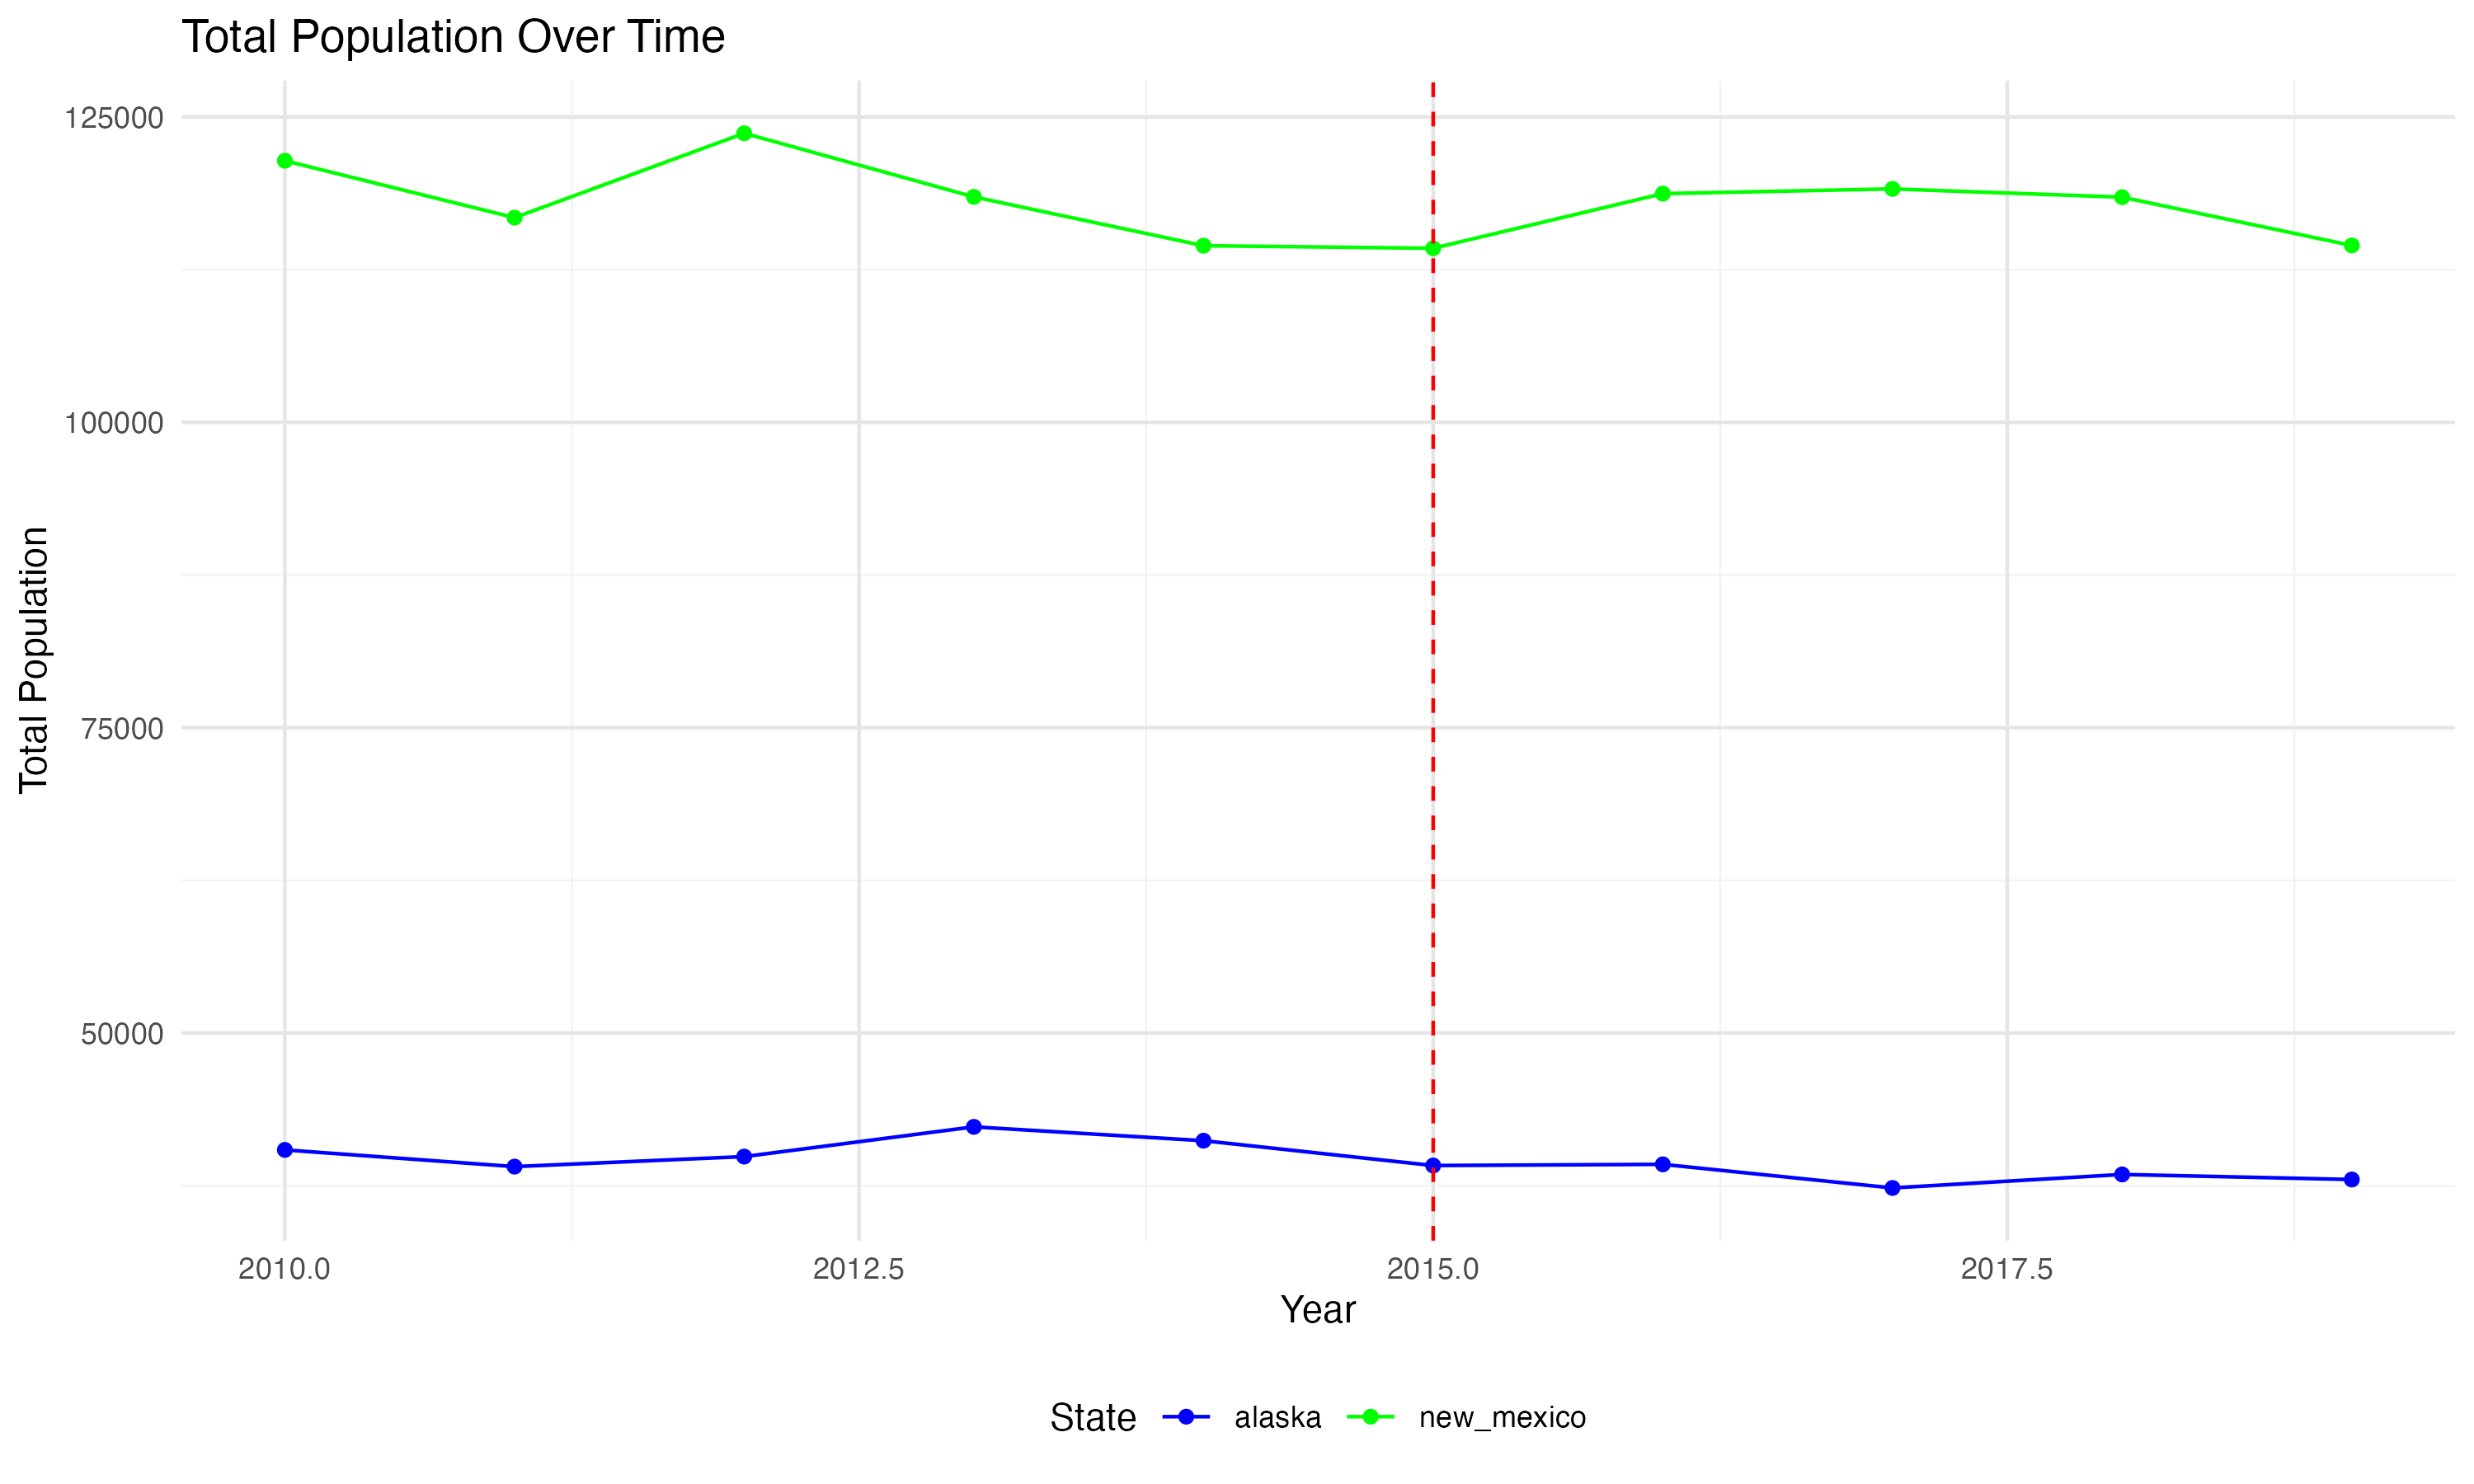 Total Population Over Time
Total Population
125000
100000
75000
50000
2010.0 2012.5 2015.0 2017.5
Year
State alaska new_mexico